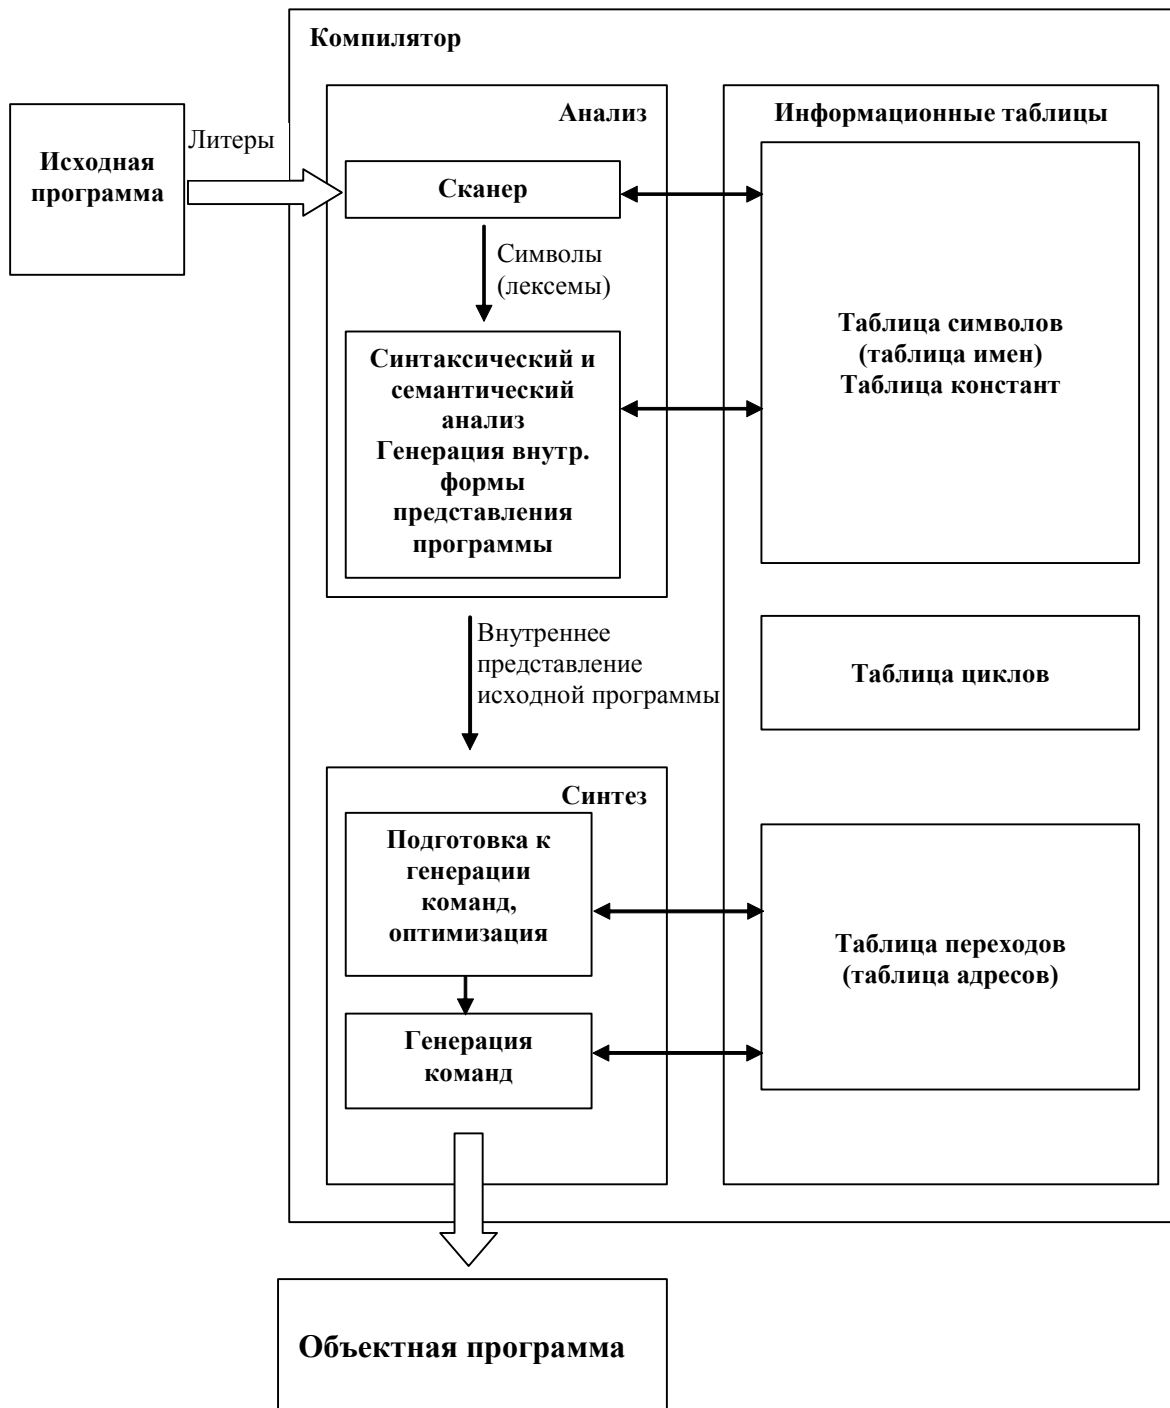 Компилятор
Исходная
программа
Литеры
Анализ
Сканер
Символы
(лексемы)
Синтаксический и
семантический
анализ
Генерация внутр.
формы
представления
программы
Внутреннее
представление
исходной программы
Синтез
Подготовка к
генерации
команд,
оптимизация
Генерация
команд
Информационные таблицы
Таблица символов
(таблица имен)
Таблица констант
Таблица циклов
Таблица переходов
(таблица адресов)
Объектная программа